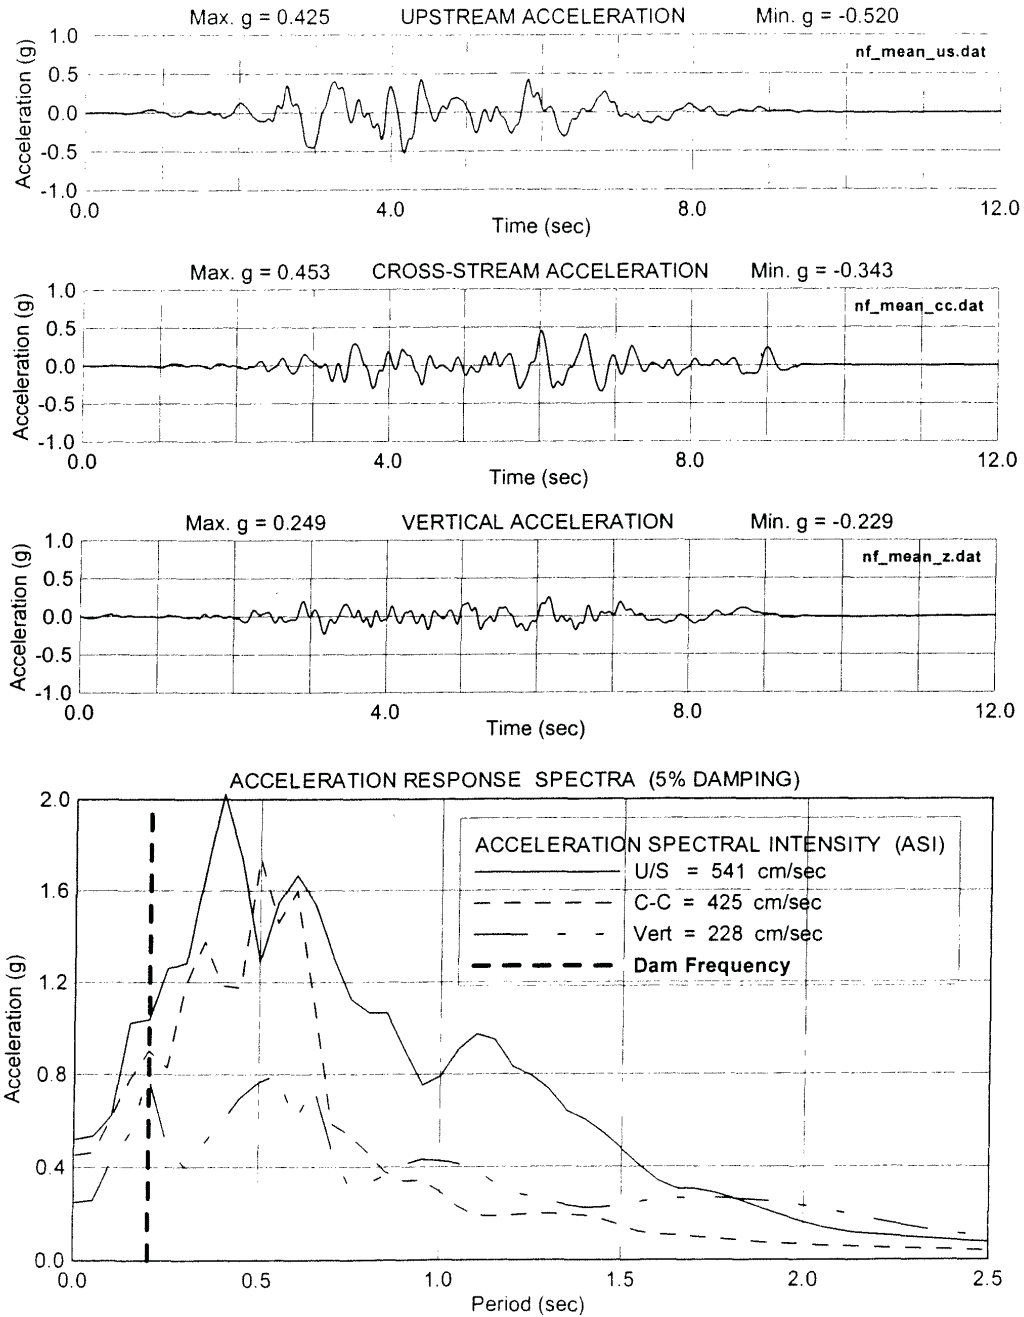 Max. g = 0.425 UPSTREAM ACCELERATION Min. g = -0.520
1.0
nf_mean_us.dat
0.5
0.0
-0.5
-1.0
Acceleration (g)
0.0 4.0 8.0 12.0
Time (sec)
Max. g = 0.453 CROSS-STREAM ACCELERATION Min. g = -0.343
1.0
nf_mean_cc.dat
0.5
0.0
-0.5
-1.0
Acceleration (g)
0.0 4.0 8.0 12.0
Time (sec)
Max. g = 0.249 VERTICAL ACCELERATION Min. g = -0.229
1.0
nf_mean_z.dat
0.5
0.0
-0.5
-1.0
Acceleration (g)
0.0 4.0 8.0 12.0
Time (sec)
ACCELERATION RESPONSE SPECTRA (5% DAMPING)
2.0
1.6
1.2
0.8
0.4
0.0
Acceleration (g)
ACCELERATION SPECTRAL INTENSITY (ASI)
U/S = 541 cm/sec
C-C = 425 cm/sec
Vert = 228 cm/sec
Dam Frequency
0.0 0.5 1.0 1.5 2.0 2.5
Period (sec)